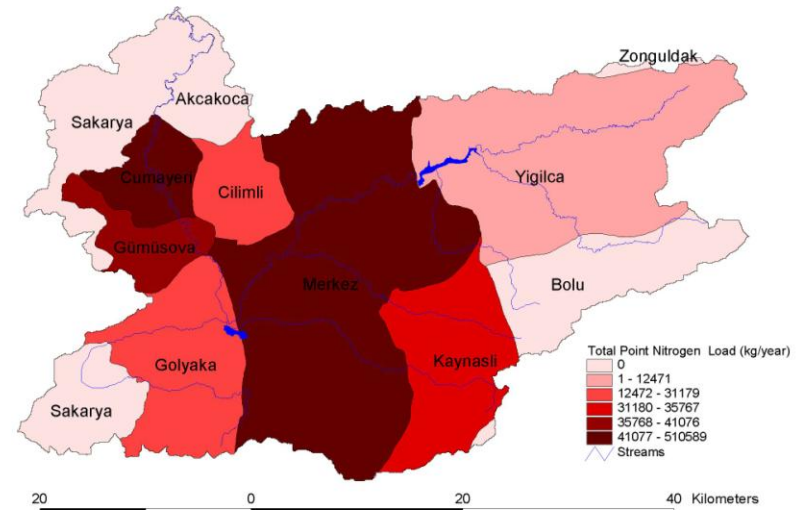 Zonguldak
Akcakoca
Sakarya
Cumayeri
Cilimli
Yigilca
Gümüsova
Merkez
Bolu
Golyaka
Kaynasli
Sakarya
Total Point Nitrogen Load (kg/year)
0
1 - 12471
12472 - 31179
31180 - 35767
35768 - 41076
41077 - 510589
Streams
20 0 20 40 Kilometers